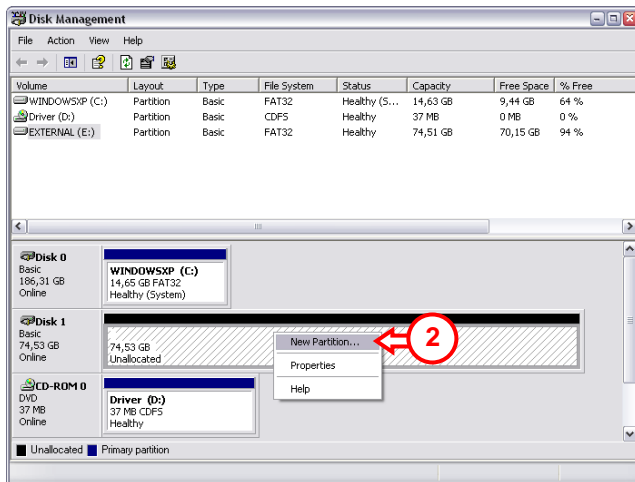 Disk Management
File Action View Help
Volume Layout Type File System Status Capacity Free Space % Free
WINDOWSXP (C:) Partition Basic FAT32 Healthy (S... 14,63 GB 9,44 GB 64 %
Driver (D:) Partition Basic CDFS Healthy 37 MB 0 MB 0 %
EXTERNAL (E:) Partition Basic FAT32 Healthy 74,51 GB 70,15 GB 94 %
Disk 0
Basic
186,31 GB
Online
WINDOWSXP (C:)
14,65 GB FAT32
Healthy (System)
Disk 1
Basic
74,53 GB
Online
74,53 GB
Unallocated
New Partition...
Properties
Help
2
CD-ROM 0
DVD
37 MB
Online
Driver (D:)
37 MB CDFS
Healthy
Unallocated Primary partition